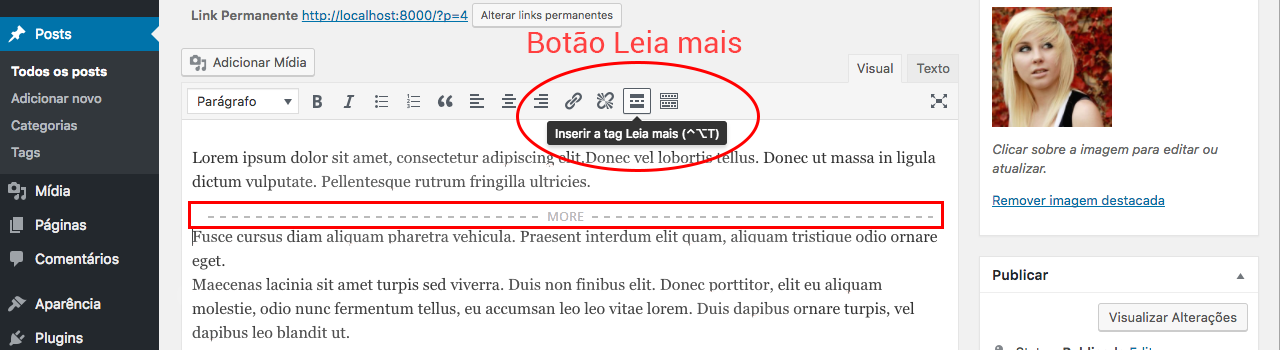 Posts
Todos os posts
Adicionar novo
Categorias
Tags
Mídia
Páginas
Comentários
Aparência
Plugins
Link Permanente http://localhost:8000/?p=4 Alterar links permanentes
Botão Leia mais
Adicionar Mídia
Visual Texto
Parágrafo B I
Inserir a tag Leia mais (⌃⌥T)
Lorem ipsum dolor sit amet, consectetur adipiscing elit.Donec vel lobortis tellus. Donec ut massa in ligula
dictum vulputate. Pellentesque rutrum fringilla ultricies.
MORE
Fusce cursus diam aliquam pharetra vehicula. Praesent interdum elit quam, aliquam tristique odio ornare
eget.
Maecenas lacinia sit amet turpis sed viverra. Duis non finibus elit. Donec porttitor, elit eu aliquam
molestie, odio nunc fermentum tellus, eu accumsan leo leo vitae lorem. Duis dapibus ornare turpis, vel
dapibus leo blandit ut.
Clicar sobre a imagem para editar ou
atualizar.
Remover imagem destacada
Publicar
Visualizar Alterações